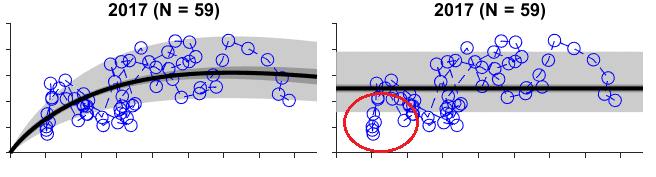 2017 (N = 59)
2017 (N = 59)